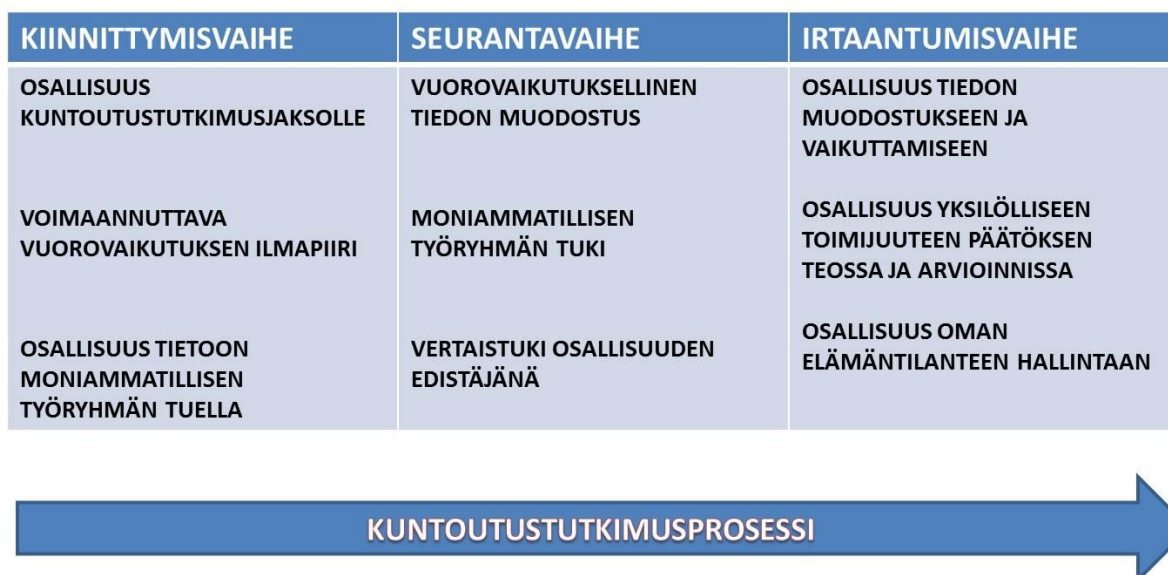 KIINNITTYMISVAIHE
OSALLISUUS
KUNTOUTUSTUTKIMUSJAKSOLLE
VOIMAANNUTTAVA
VUOROVAIKUTUKSEN ILMAPIIRI
OSALLISUUS TIETOON
MONIAMMATILLISEN
TYÖRYHMÄN TUELLA
SEURANTAVAIHE
VUOROVAIKUTUKSELLINEN
TIEDON MUODOSTUS
MONIAMMATILLISEN
TYÖRYHMÄN TUKI
VERTAISTUKI OSALLISUUDEN
EDISTÄJÄNÄ
IRTAANTUMISVAIHE
OSALLISUUS TIEDON
MUODOSTUKSEEN JA
VAIKUTTAMISEEN
OSALLISUUS YKSILÖLLISEEN
TOIMIJUUTEEN PÄÄTÖKSEN
TEOSSA JA ARVIOINNISSA
OSALLISUUS OMAN
ELÄMÄNTILANTEEN HALLINTAAN
KUNTOUTUSTUTKIMUSPROSESSI